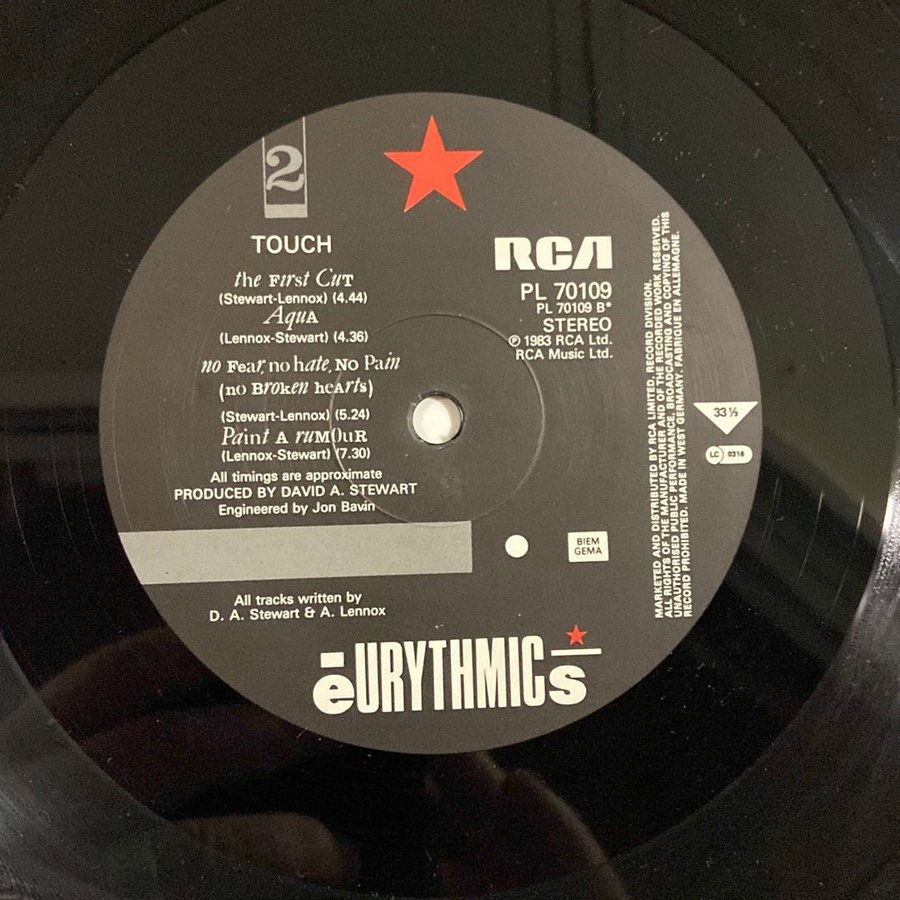 2
TOUCH
the First Cut
(Stewart-Lennox) (4.44)
Aqua
(Lennox-Stewart) (4.36)
no Fear, no hate, No Pain
(no Broken heArts)
(Stewart-Lennox) (5.24)
Paint A ruMOuR
(Lennox-Stewart) (7.30)
All timings are approximate
PRODUCED BY DAVID A. STEWART
Engineered by Jon Bavin
RCA
PL 70109
PL 70109 B*
STEREO
℗ 1983 RCA Ltd.
RCA Music Ltd.
33⅓
LC 0316
BIEM
GEMA
All tracks written by
D. A. Stewart & A. Lennox
eURYTHMICs
MARKETED AND DISTRIBUTED BY RCA LIMITED, RECORD DIVISION.
ALL RIGHTS OF THE MANUFACTURER AND OF THE RECORDED WORK RESERVED.
UNAUTHORISED PUBLIC PERFORMANCE, BROADCASTING AND COPYING OF THIS
RECORD PROHIBITED. MADE IN WEST GERMANY. FABRIQUE EN ALLEMAGNE.